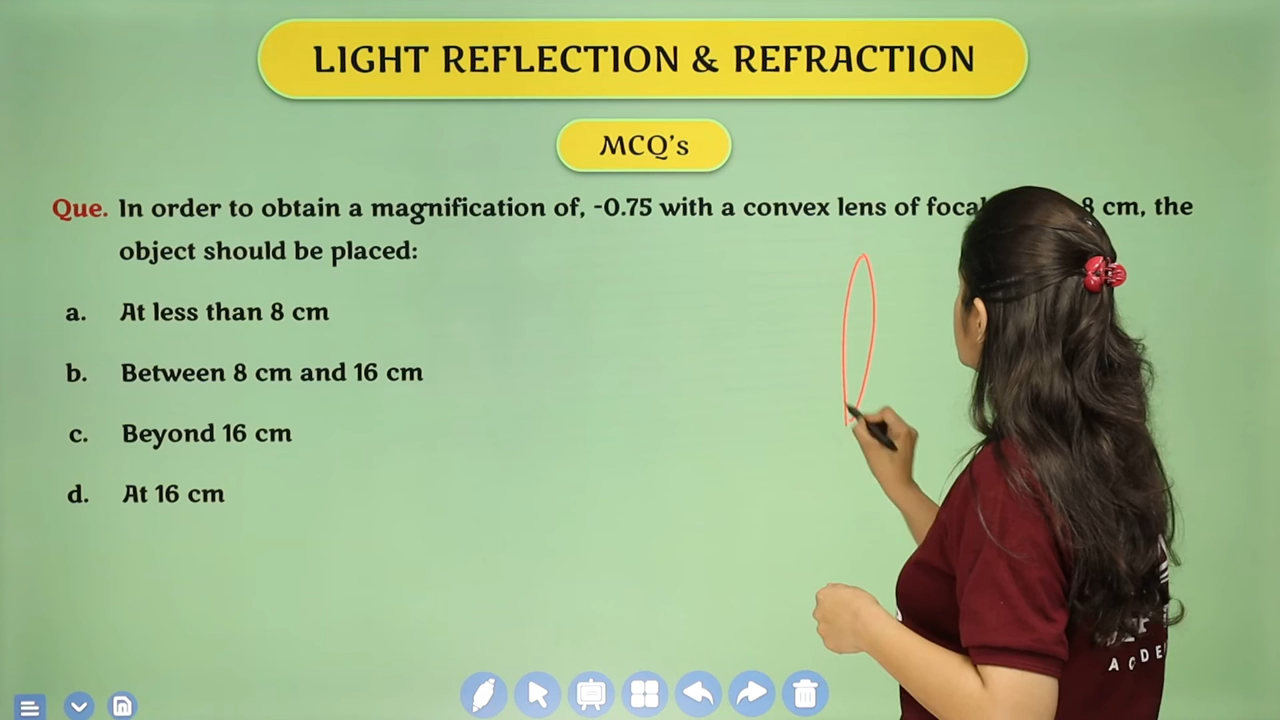 LIGHT REFLECTION & REFRACTION
MCQ's
Que. In order to obtain a magnification of, -0.75 with a convex lens of focal 8 cm, the
object should be placed:
a. At less than 8 cm
b. Between 8 cm and 16 cm
c. Beyond 16 cm
d. At 16 cm